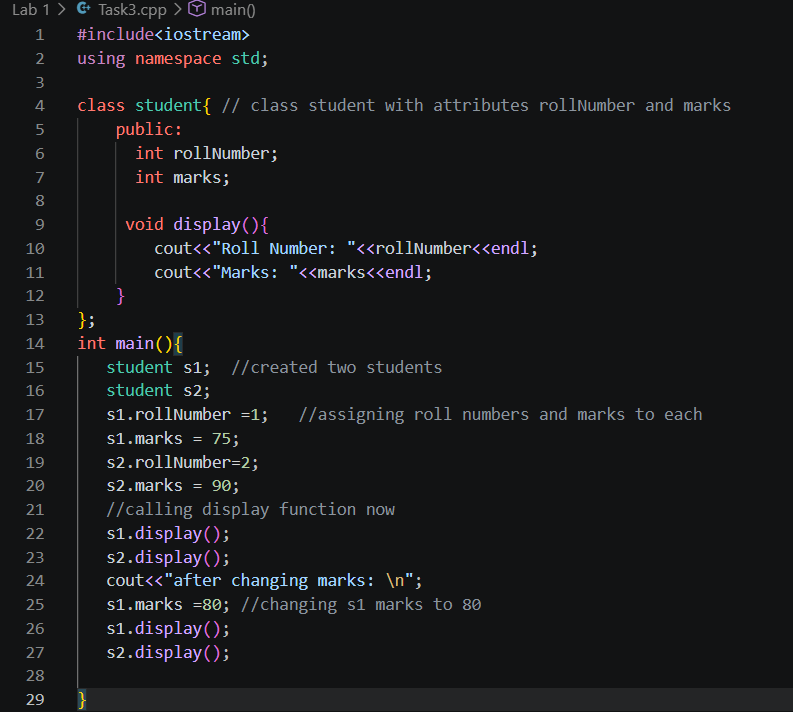 Lab 1 > Task3.cpp > main()
1 #include<iostream>
2 using namespace std;
3
4 class student{ // class student with attributes rollNumber and marks
5 public:
6 int rollNumber;
7 int marks;
8
9 void display(){
10 cout<<"Roll Number: "<<rollNumber<<endl;
11 cout<<"Marks: "<<marks<<endl;
12 }
13 };
14 int main(){
15 student s1; //created two students
16 student s2;
17 s1.rollNumber =1; //assigning roll numbers and marks to each
18 s1.marks = 75;
19 s2.rollNumber=2;
20 s2.marks = 90;
21 //calling display function now
22 s1.display();
23 s2.display();
24 cout<<"after changing marks: \n";
25 s1.marks =80; //changing s1 marks to 80
26 s1.display();
27 s2.display();
28
29 }